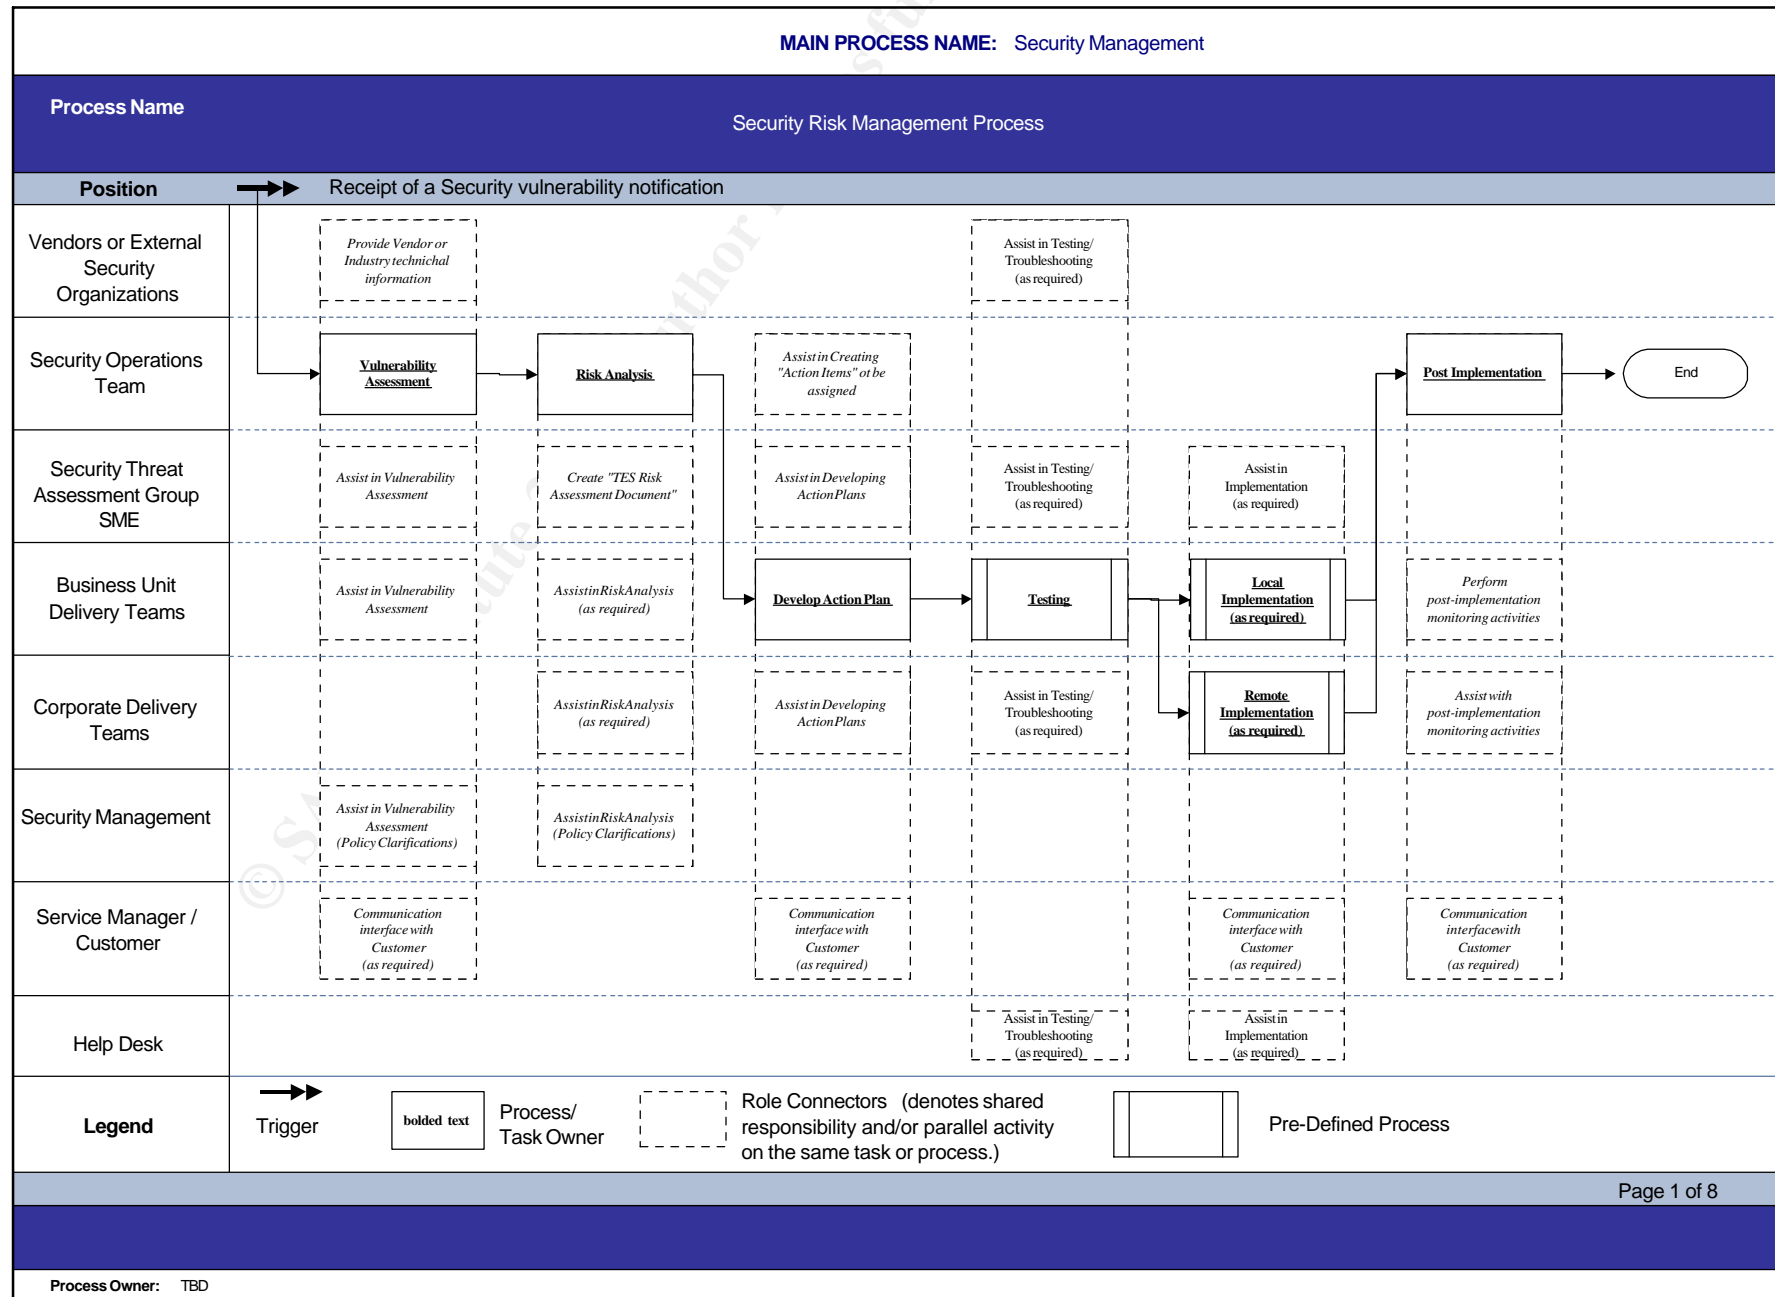 MAIN PROCESS NAME: Security Management
Process Name
Security Risk Management Process
Position
Receipt of a Security vulnerability notification
Vendors or External
Security
Organizations
Provide Vendor or
Industry technichal
information
Assist in Testing/
Troubleshooting
(as required)
Security Operations
Team
Vulnerability
Assessment
Risk Analysis
Assist in Creating
"Action Items" ot be
assigned
Post Implementation
End
Security Threat
Assessment Group
SME
Assist in Vulnerability
Assessment
Create "TES Risk
Assessment Document"
Assist in Developing
Action Plans
Assist in Testing/
Troubleshooting
(as required)
Assist in
Implementation
(as required)
Business Unit
Delivery Teams
Assist in Vulnerability
Assessment
Assist in Risk Analysis
(as required)
Develop Action Plan
Testing
Local
Implementation
(as required)
Perform
post-implementation
monitoring activities
Corporate Delivery
Teams
Assist in Risk Analysis
(as required)
Assist in Developing
Action Plans
Assist in Testing/
Troubleshooting
(as required)
Remote
Implementation
(as required)
Assist with
post-implementation
monitoring activities
Security Management
Assist in Vulnerability
Assessment
(Policy Clarifications)
Assist in Risk Analysis
(Policy Clarifications)
Service Manager /
Customer
Communication
interface with
Customer
(as required)
Communication
interface with
Customer
(as required)
Communication
interface with
Customer
(as required)
Communication
interface with
Customer
(as required)
Help Desk
Assist in Testing/
Troubleshooting
(as required)
Assist in
Implementation
(as required)
Legend
Trigger
bolded text
Process/
Task Owner
Role Connectors (denotes shared
responsibility and/or parallel activity
on the same task or process.)
Pre-Defined Process
Page 1 of 8
Process Owner: TBD